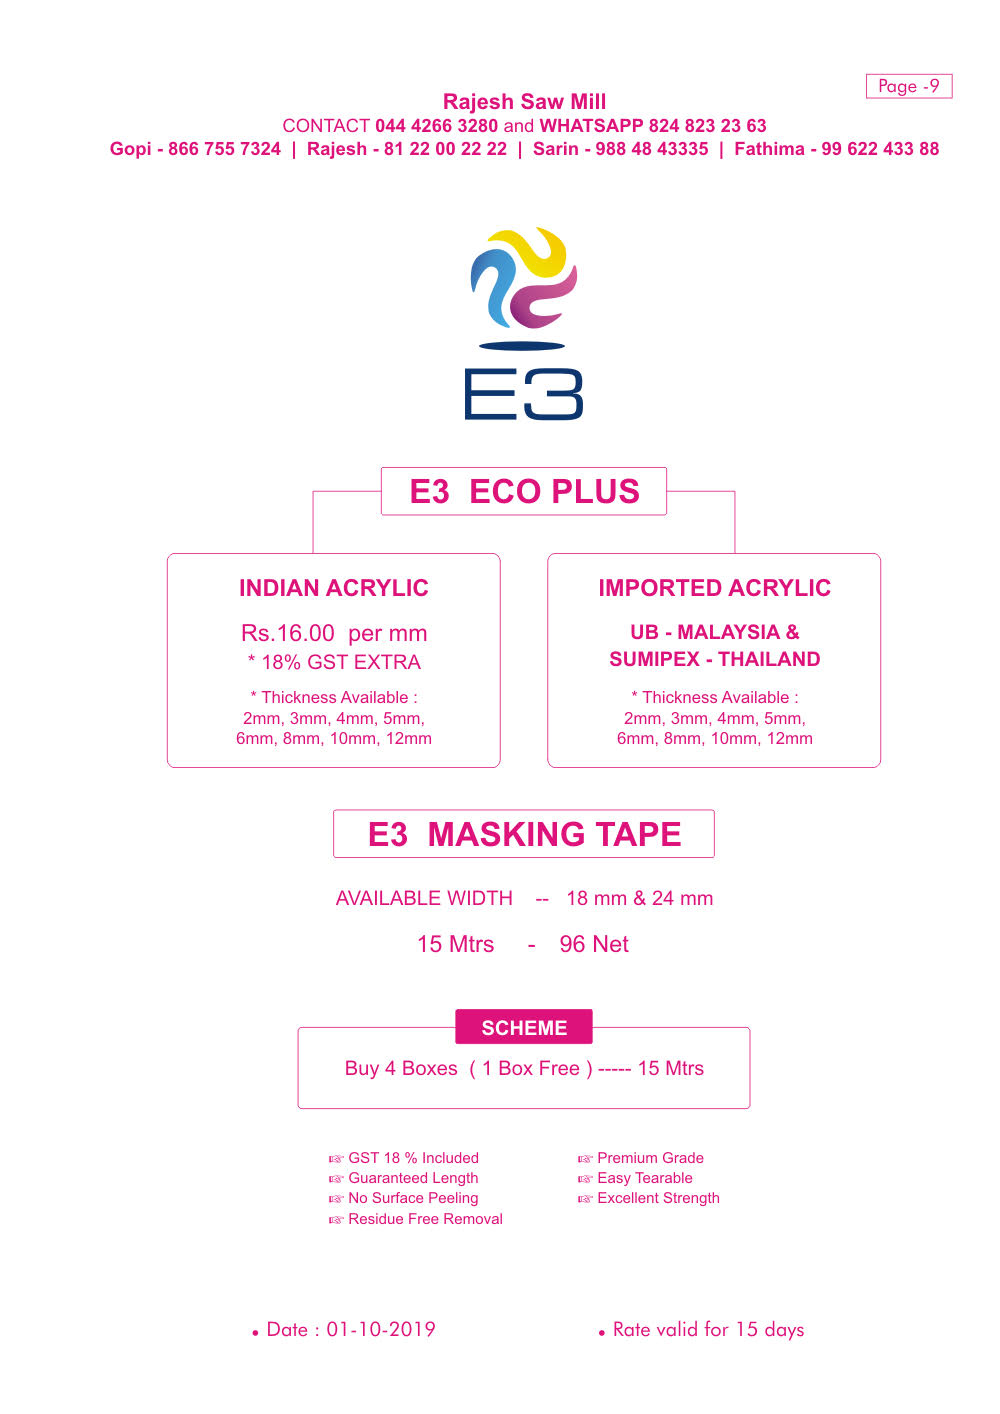 Page -9
Rajesh Saw Mill
CONTACT 044 4266 3280 and WHATSAPP 824 823 23 63
Gopi - 866 755 7324 | Rajesh - 81 22 00 22 22 | Sarin - 988 48 43335 | Fathima - 99 622 433 88
E3
E3 ECO PLUS
INDIAN ACRYLIC
Rs.16.00 per mm
* 18% GST EXTRA
* Thickness Available :
2mm, 3mm, 4mm, 5mm,
6mm, 8mm, 10mm, 12mm
IMPORTED ACRYLIC
UB - MALAYSIA &
SUMIPEX - THAILAND
* Thickness Available :
2mm, 3mm, 4mm, 5mm,
6mm, 8mm, 10mm, 12mm
E3 MASKING TAPE
AVAILABLE WIDTH -- 18 mm & 24 mm
15 Mtrs - 96 Net
SCHEME
Buy 4 Boxes ( 1 Box Free ) ----- 15 Mtrs
☞ GST 18 % Included
☞ Guaranteed Length
☞ No Surface Peeling
☞ Residue Free Removal
☞ Premium Grade
☞ Easy Tearable
☞ Excellent Strength
• Date : 01-10-2019
• Rate valid for 15 days